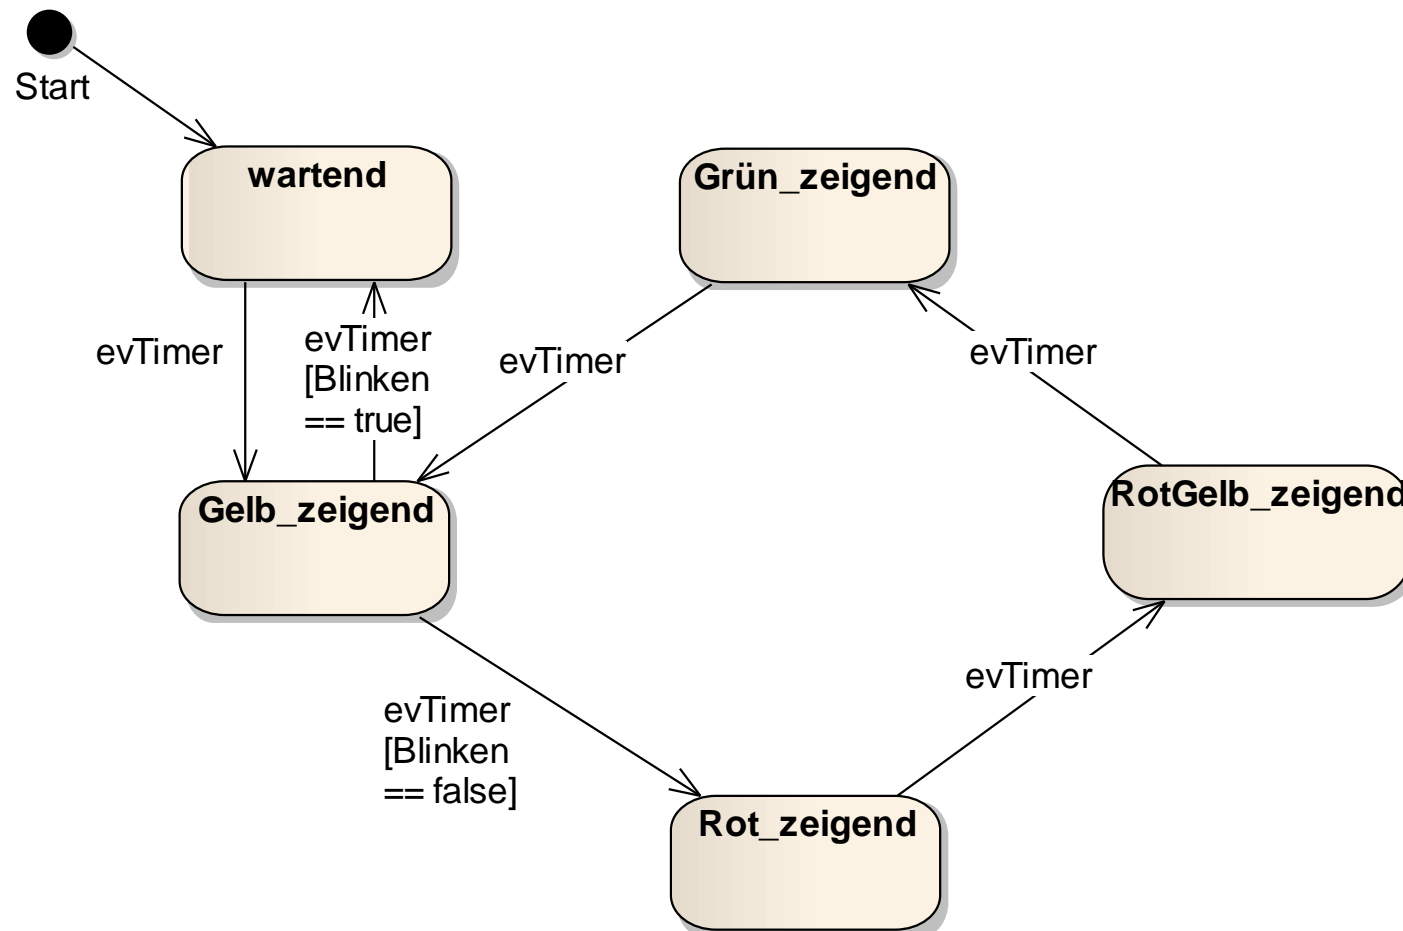 Start
wartend
Grün_zeigend
evTimer
evTimer
[Blinken
== true]
evTimer
evTimer
Gelb_zeigend
RotGelb_zeigend
evTimer
[Blinken
== false]
evTimer
Rot_zeigend